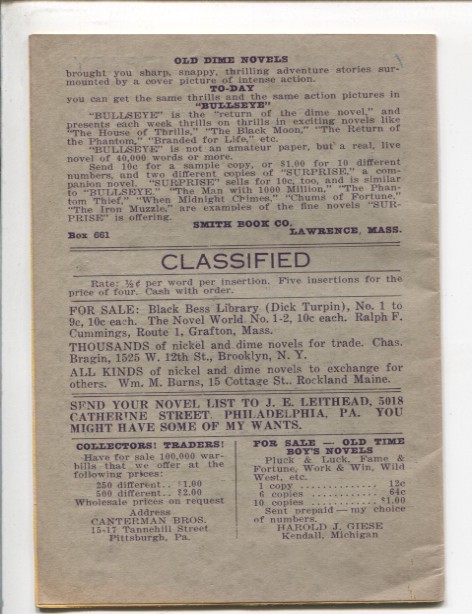 OLD DIME NOVELS
brought you sharp, snappy, thrilling adventure stories sur-
mounted by a cover picture of intense action.
TO-DAY
you can get the same thrills and the same action pictures in
"BULLSEYE"
"BULLSEYE" is the "return of the dime novel," and
presents each week thrills on thrills in exciting novels like
"The House of Thrills," "The Black Moon," "The Return of
the Phantom," "Branded for Life," etc.
"BULLSEYE" is not an amateur paper, but a real, live
novel of 40,000 words or more.
Send 10c for a sample copy, or $1.00 for 10 different
numbers, and two different copies of "SURPRISE," a com-
panion novel. "SURPRISE" sells for 10c, too, and is similar
to "BULLSEYE." "The Man with 1000 Million," "The Phan-
tom Thief," "When Midnight Chimes," "Chums of Fortune,"
"The Iron Muzzle," are examples of the fine novels "SUR-
PRISE" is offering.
SMITH BOOK CO.
Box 661 LAWRENCE, MASS.
CLASSIFIED
Rate: ½¢ per word per insertion. Five insertions for the
price of four. Cash with order.
FOR SALE: Black Bess Library (Dick Turpin), No. 1 to
9c, 10c each. The Novel World. No. 1-2, 10c each. Ralph F.
Cummings, Route 1, Grafton, Mass.
THOUSANDS of nickel and dime novels for trade. Chas.
Bragin, 1525 W. 12th St., Brooklyn, N. Y.
ALL KINDS of nickel and dime novels to exchange for
others. Wm. M. Burns, 15 Cottage St.. Rockland Maine.
SEND YOUR NOVEL LIST TO J. E. LEITHEAD, 5018
CATHERINE STREET, PHILADELPHIA, PA. YOU
MIGHT HAVE SOME OF MY WANTS.
COLLECTORS! TRADERS!
Have for sale 100,000 war-
bills that we offer at the
following prices:
250 different.. $1.00
500 different.. $2.00
Wholesale prices on request
Address
CANTERMAN BROS.
15-17 Tannehill Street
Pittsburgh, Pa.
FOR SALE — OLD TIME
BOY'S NOVELS
Pluck & Luck, Fame &
Fortune, Work & Win, Wild
West, etc.
1 copy ---------------- 12c
6 copies -------------- 64c
10 copies ------------- $1.00
Sent prepaid—my choice
of numbers.
HAROLD J. GIESE
Kendall, Michigan